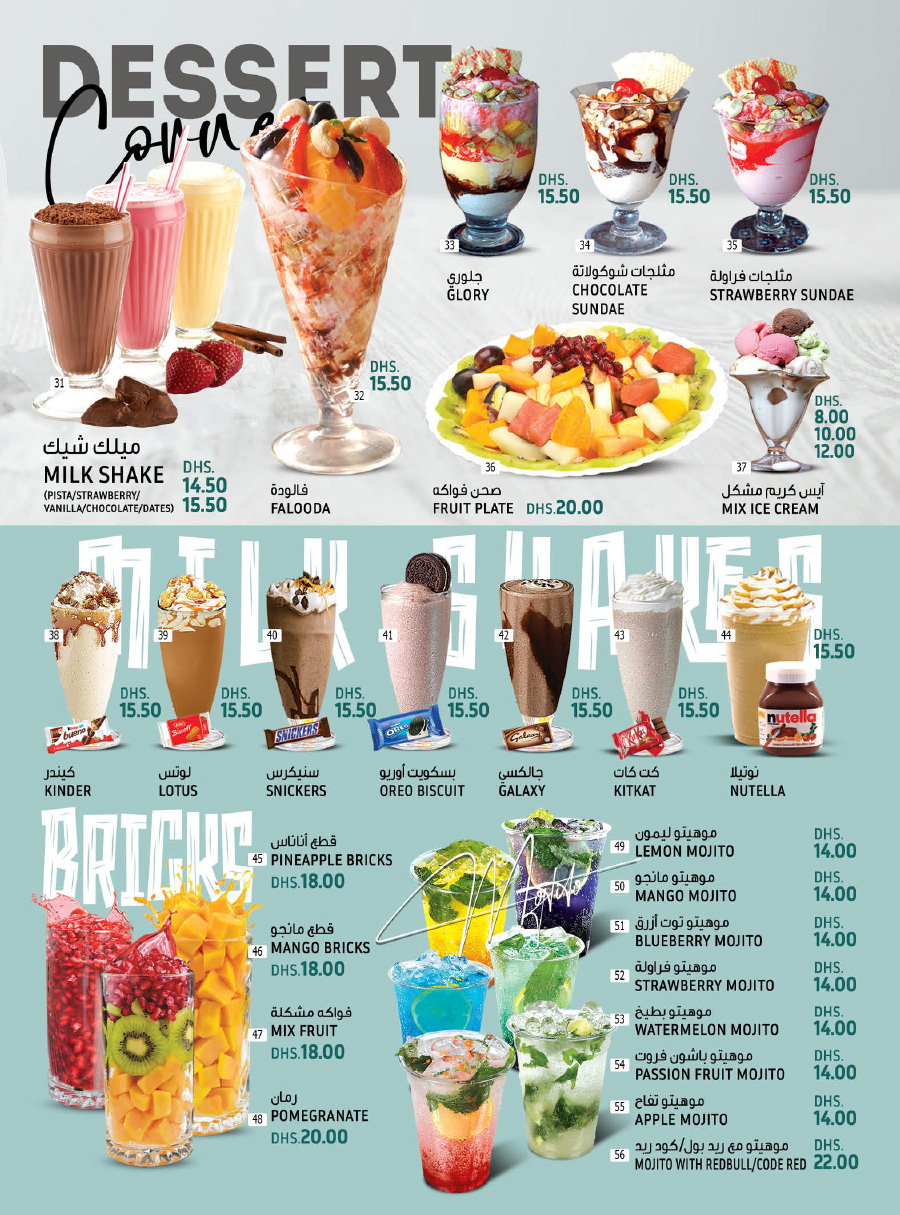 DESSERT
Corner
31
ميلك شيك
MILK SHAKE
(PISTA/STRAWBERRY/
VANILLA/CHOCOLATE/DATES)
DHS.
14.50
15.50
DHS.
15.50
32
فالودة
FALOODA
33
DHS.
15.50
جلوري
GLORY
34
DHS.
15.50
مثلجات شوكولاتة
CHOCOLATE
SUNDAE
35
DHS.
15.50
مثلجات فراولة
STRAWBERRY SUNDAE
36
صحن فواكه
FRUIT PLATE DHS.20.00
37
DHS.
8.00
10.00
12.00
آيس كريم مشكل
MIX ICE CREAM
MILK SHAKES
38
DHS.
15.50
bueno
كيندر
KINDER
39
DHS.
15.50
Biscoff
لوتس
LOTUS
40
DHS.
15.50
SNICKERS
سنيكرس
SNICKERS
41
DHS.
15.50
OREO
بسكويت أوريو
OREO BISCUIT
42
DHS.
15.50
Galaxy
جالكسي
GALAXY
43
DHS.
15.50
KitKat
كت كات
KITKAT
44
DHS.
15.50
nutella
نوتيلا
NUTELLA
BRICKS
45
قطع أناناس
PINEAPPLE BRICKS
DHS.18.00
46
قطع مانجو
MANGO BRICKS
DHS.18.00
47
فواكه مشكلة
MIX FRUIT
DHS.18.00
48
رمان
POMEGRANATE
DHS.20.00
Mojito
49
موهيتو ليمون
LEMON MOJITO
DHS.
14.00
50
موهيتو مانجو
MANGO MOJITO
DHS.
14.00
51
موهيتو توت أزرق
BLUEBERRY MOJITO
DHS.
14.00
52
موهيتو فراولة
STRAWBERRY MOJITO
DHS.
14.00
53
موهيتو بطيخ
WATERMELON MOJITO
DHS.
14.00
54
موهيتو باشون فروت
PASSION FRUIT MOJITO
DHS.
14.00
55
موهيتو تفاح
APPLE MOJITO
DHS.
14.00
56
موهيتو مع ريد بول/كود ريد
MOJITO WITH REDBULL/CODE RED
DHS.
22.00